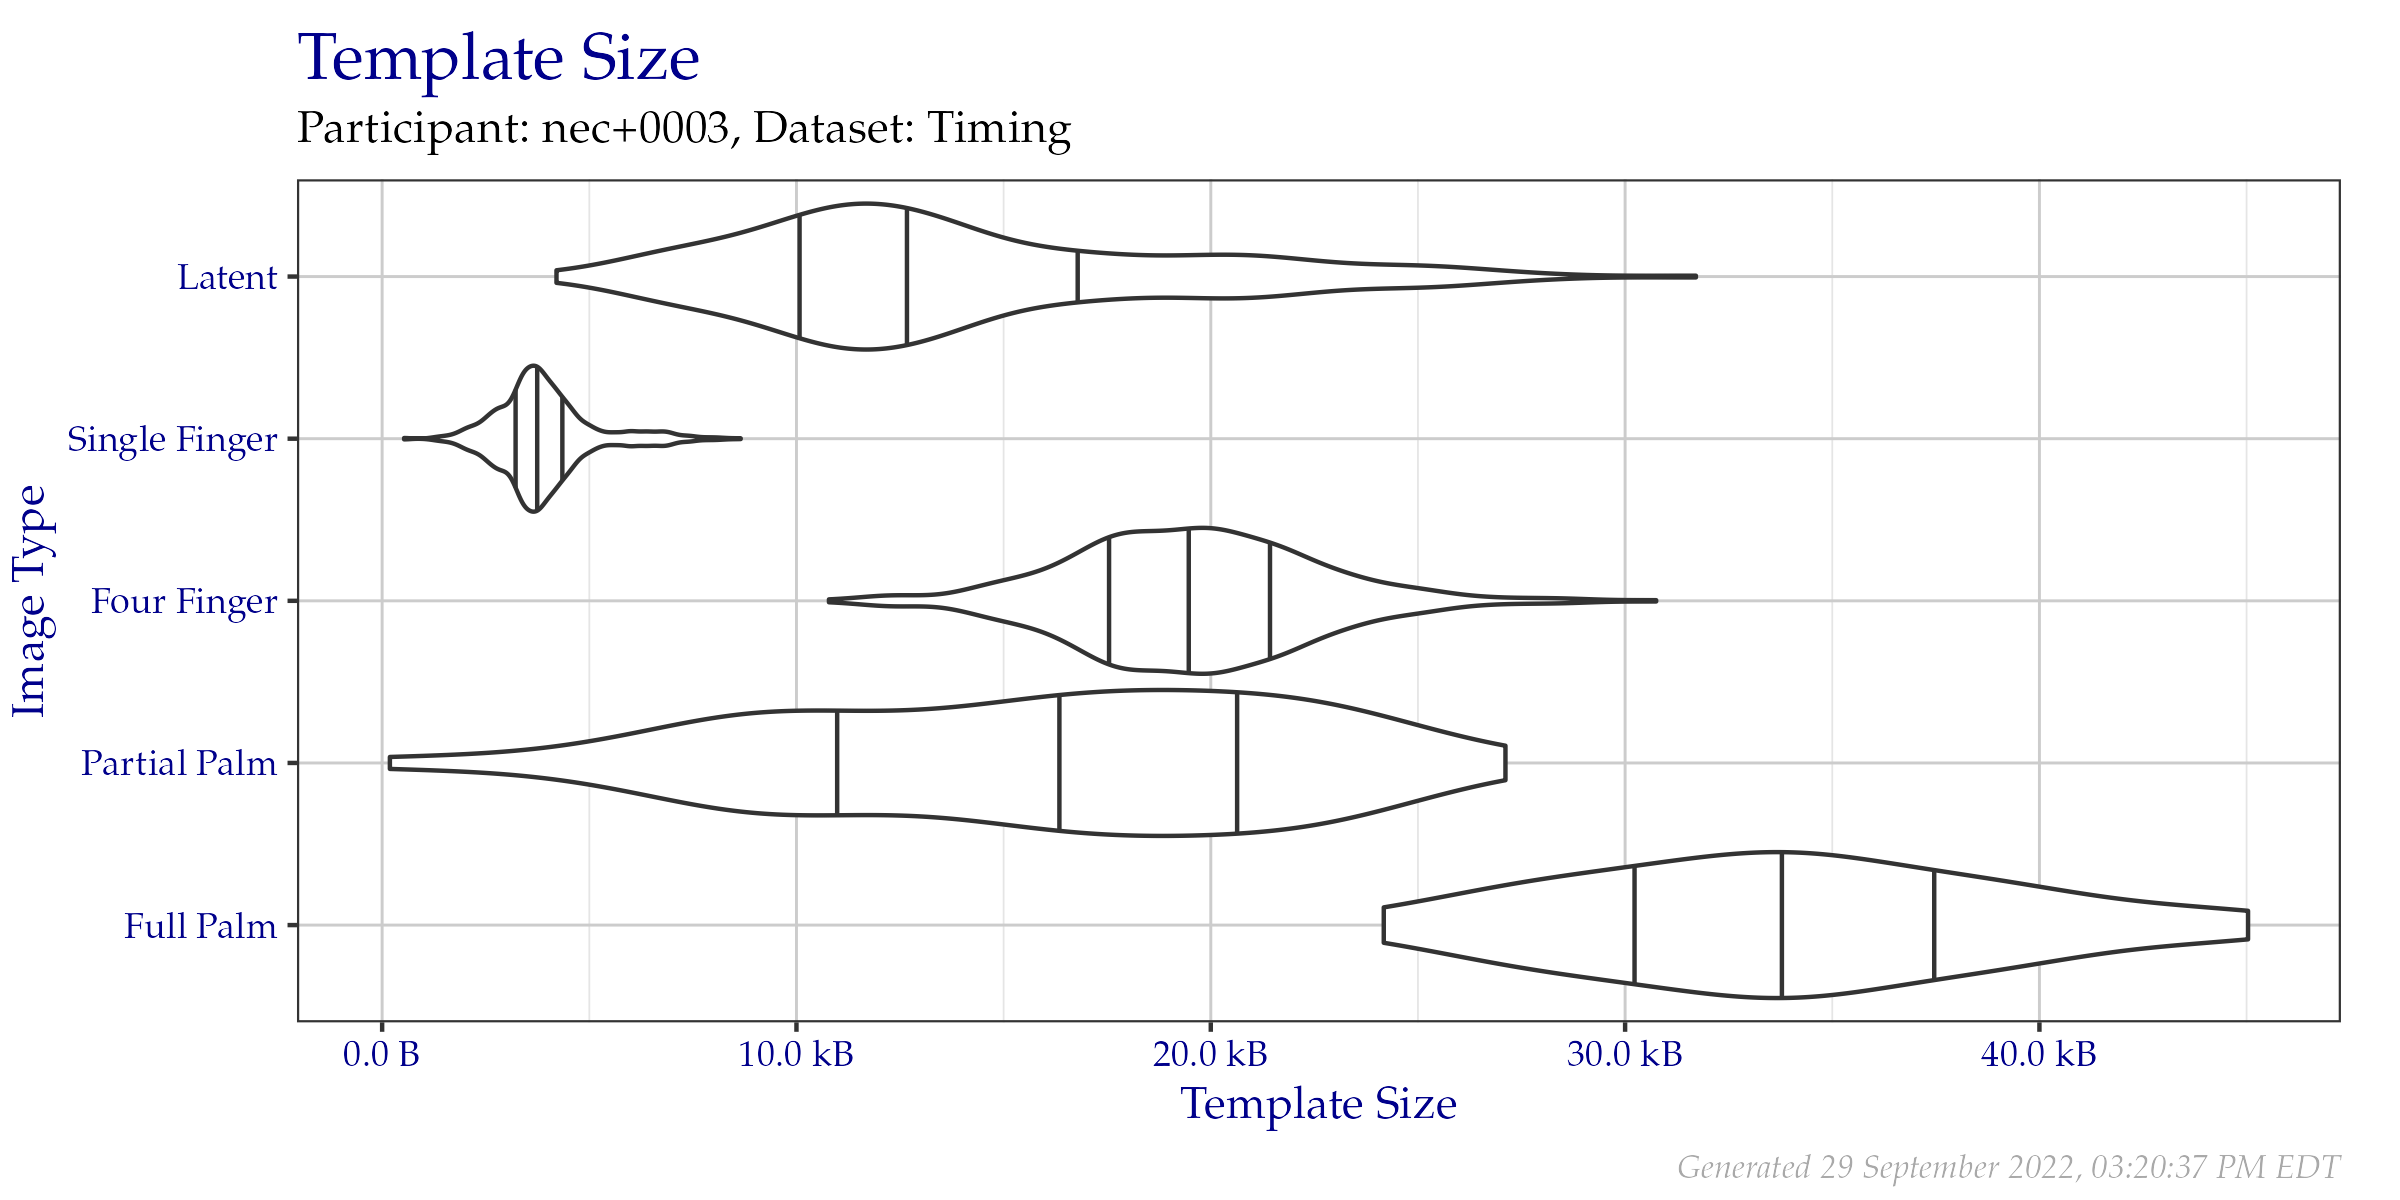 Template Size
Participant: nec+0003, Dataset: Timing
Image Type
Latent
Single Finger
Four Finger
Partial Palm
Full Palm
0.0 B 10.0 kB 20.0 kB 30.0 kB 40.0 kB
Template Size
Generated 29 September 2022, 03:20:37 PM EDT